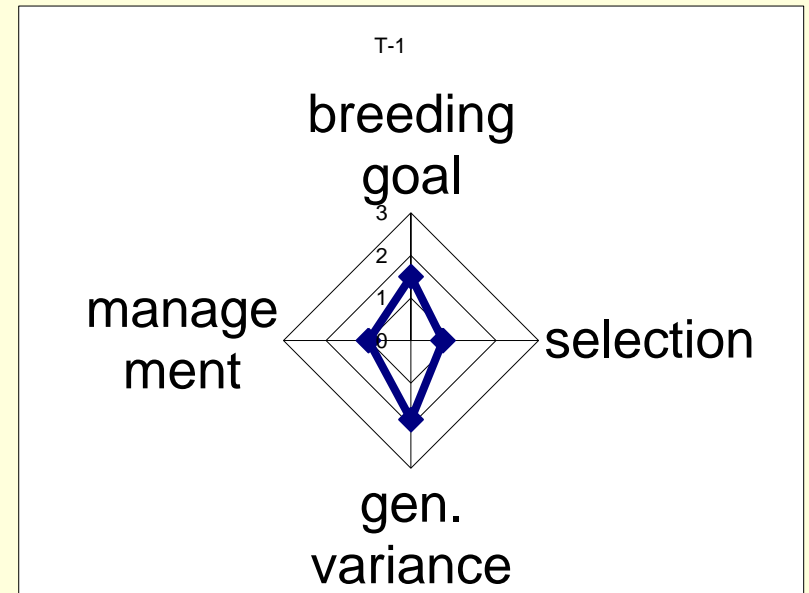 T-1
breeding
goal
3
2
1
0
manage
ment
selection
gen.
variance